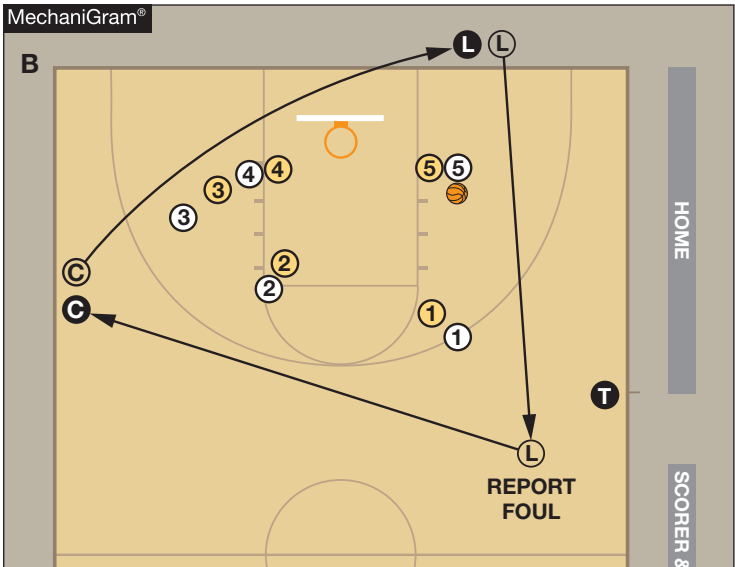 MechaniGram®
B
L L
5 5
4 4
3
3
C
2
2
C
1
1
HOME
T
L
REPORT
FOUL
SCORER &